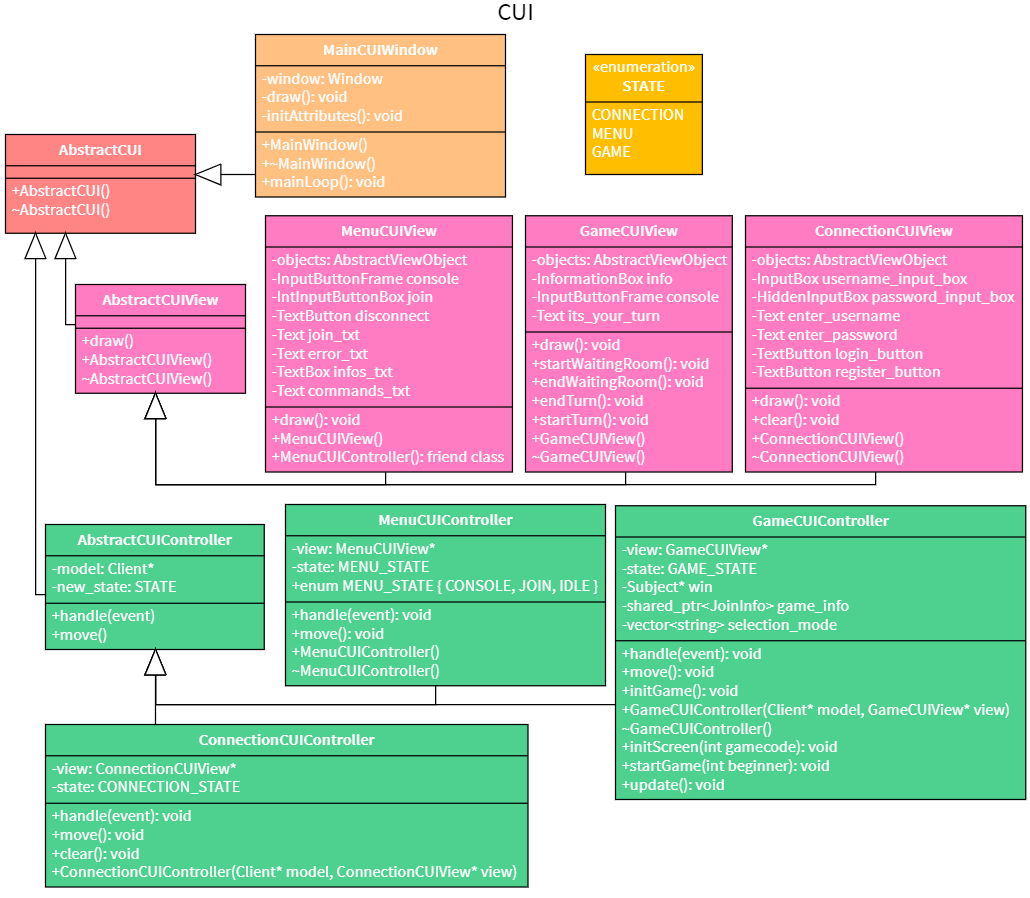 CUI
MainCUIWindow
-window: Window
-draw(): void
-initAttributes(): void
+MainWindow()
+~MainWindow()
+mainLoop(): void
«enumeration»
STATE
CONNECTION
MENU
GAME
AbstractCUI
+AbstractCUI()
~AbstractCUI()
AbstractCUIView
+draw()
+AbstractCUIView()
~AbstractCUIView()
MenuCUIView
-objects: AbstractViewObject
-InputButtonFrame console
-IntInputButtonBox join
-TextButton disconnect
-Text join_txt
-Text error_txt
-TextBox infos_txt
-Text commands_txt
+draw(): void
+MenuCUIView()
+MenuCUIController(): friend class
GameCUIView
-objects: AbstractViewObject
-InformationBox info
-InputButtonFrame console
-Text its_your_turn
+draw(): void
+startWaitingRoom(): void
+endWaitingRoom(): void
+endTurn(): void
+startTurn(): void
+GameCUIView()
~GameCUIView()
ConnectionCUIView
-objects: AbstractViewObject
-InputBox username_input_box
-HiddenInputBox password_input_box
-Text enter_username
-Text enter_password
-TextButton login_button
-TextButton register_button
+draw(): void
+clear(): void
+ConnectionCUIView()
~ConnectionCUIView()
AbstractCUIController
-model: Client*
-new_state: STATE
+handle(event)
+move()
MenuCUIController
-view: MenuCUIView*
-state: MENU_STATE
+enum MENU_STATE { CONSOLE, JOIN, IDLE }
+handle(event): void
+move(): void
+MenuCUIController()
~MenuCUIController()
GameCUIController
-view: GameCUIView*
-state: GAME_STATE
-Subject* win
-shared_ptr<JoinInfo> game_info
-vector<string> selection_mode
+handle(event): void
+move(): void
+initGame(): void
+GameCUIController(Client* model, GameCUIView* view)
~GameCUIController()
+initScreen(int gamecode): void
+startGame(int beginner): void
+update(): void
ConnectionCUIController
-view: ConnectionCUIView*
-state: CONNECTION_STATE
+handle(event): void
+move(): void
+clear(): void
+ConnectionCUIController(Client* model, ConnectionCUIView* view)